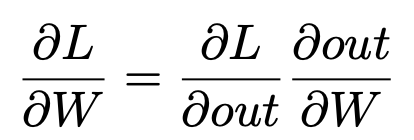 ∂L/∂W = ∂L/∂out ∂out/∂W